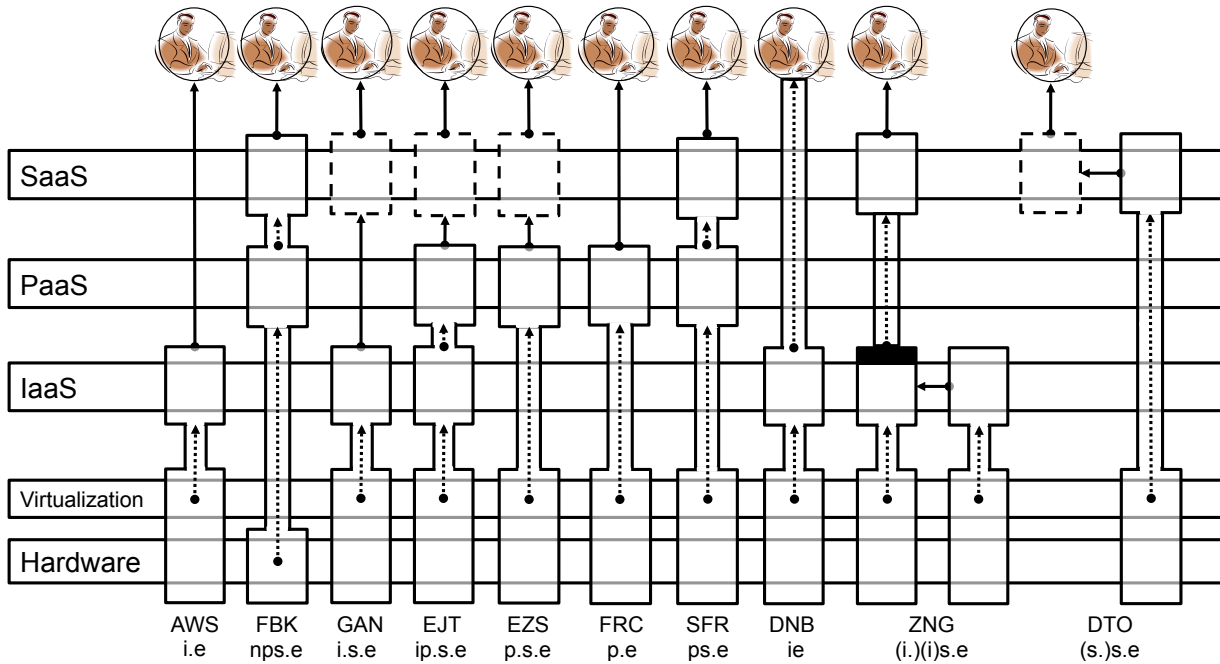 SaaS
PaaS
IaaS
Virtualization
Hardware
AWS FBK GAN EJT EZS FRC SFR DNB ZNG DTO
i.e nps.e i.s.e ip.s.e p.s.e p.e ps.e ie (i.)(i)s.e (s.)s.e